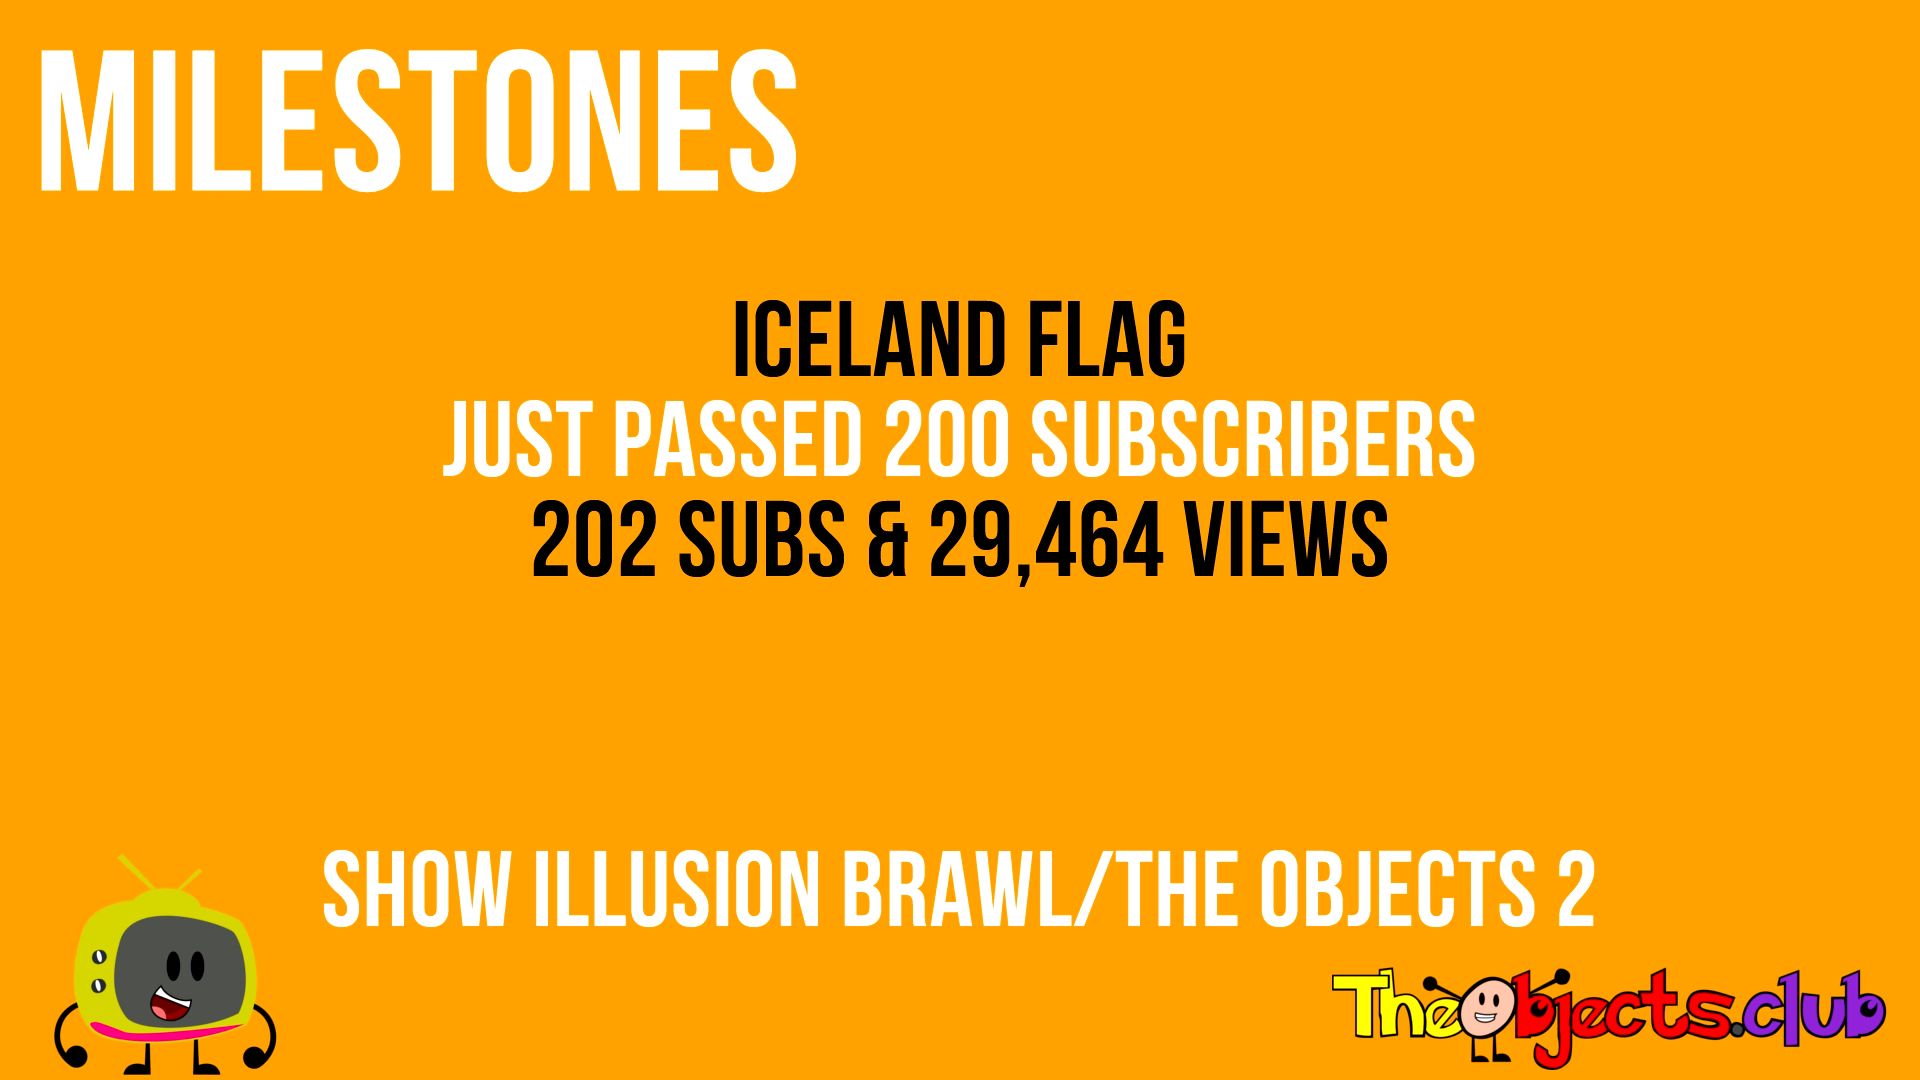 MILESTONES
ICELAND FLAG
JUST PASSED 200 SUBSCRIBERS
202 SUBS & 29,464 VIEWS
SHOW ILLUSION BRAWL/THE OBJECTS 2
TheObjects.club